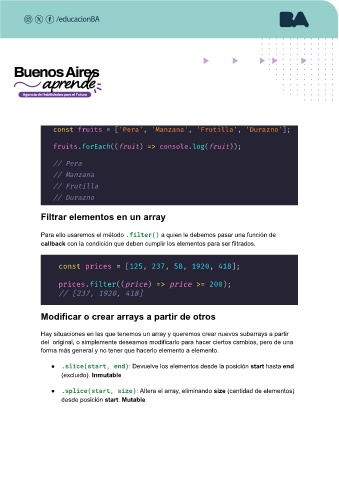 /educacionBA
BA
Buenos Aires
aprende
Agencia de Habilidades para el Futuro
const fruits = ['Pera', 'Manzana', 'Frutilla', 'Durazno'];
fruits.forEach((fruit) => console.log(fruit));
// Pera
// Manzana
// Frutilla
// Durazno
Filtrar elementos en un array
Para ello usaremos el método .filter() a quien le debemos pasar una función de
callback con la condición que deben cumplir los elementos para ser filtrados.
const prices = [125, 237, 58, 1920, 418];
prices.filter((price) => price >= 200);
// [237, 1920, 418]
Modificar o crear arrays a partir de otros
Hay situaciones en las que tenemos un array y queremos crear nuevos subarrays a partir
del original, o simplemente deseamos modificarlo para hacer ciertos cambios, pero de una
forma más general y no tener que hacerlo elemento a elemento.
● .slice(start, end): Devuelve los elementos desde la posición start hasta end
(excluido). Inmutable
● .splice(start, size): Altera el array, eliminando size (cantidad de elementos)
desde posición start. Mutable